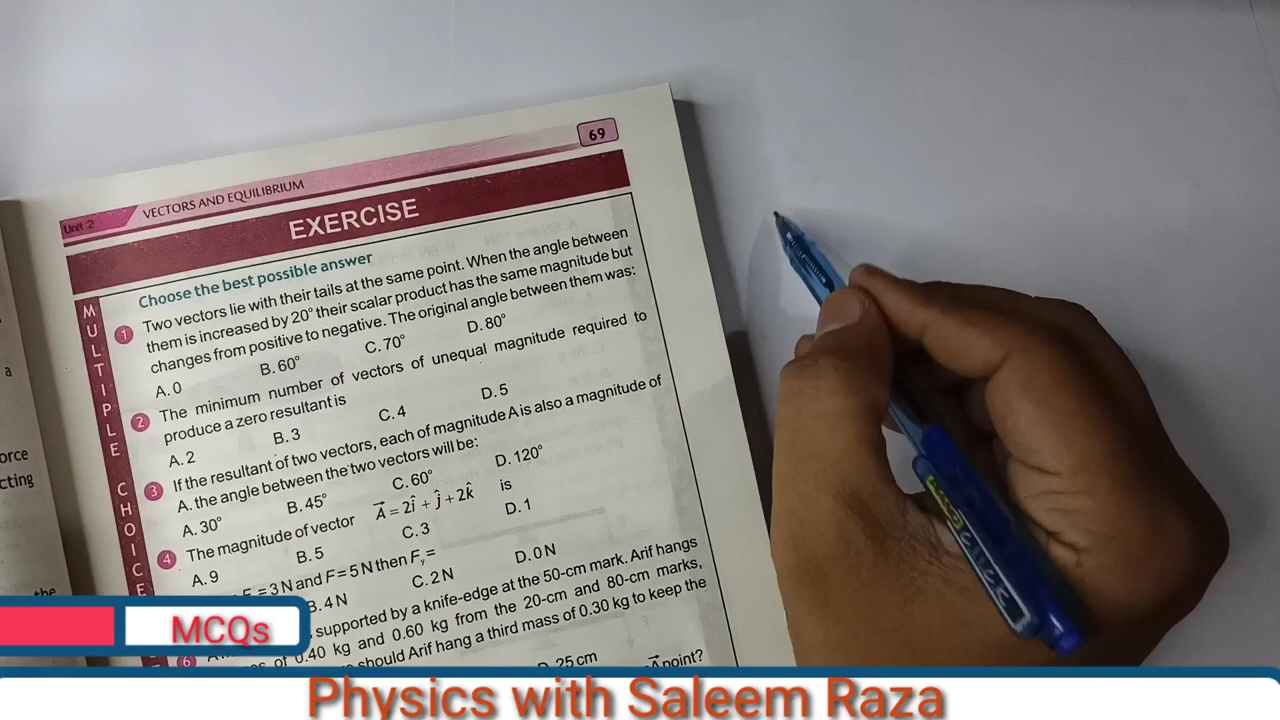 a
orce
cting
the
69
Unit 2 VECTORS AND EQUILIBRIUM
EXERCISE
MULTIPLE CHOICE
Choose the best possible answer
1 Two vectors lie with their tails at the same point. When the angle between
them is increased by 20° their scalar product has the same magnitude but
changes from positive to negative. The original angle between them was:
A. 0 B. 60° C. 70° D. 80°
2 The minimum number of vectors of unequal magnitude required to
produce a zero resultant is
A. 2 B. 3 C. 4 D. 5
3 If the resultant of two vectors, each of magnitude A is also a magnitude of
A. the angle between the two vectors will be:
A. 30° B. 45° C. 60° D. 120°
4 The magnitude of vector A⃗ = 2î + ĵ + 2k̂ is
A. 9 B. 5 C. 3 D. 1
= 3 N and F = 5 N then Fy =
B. 4 N C. 2 N D. 0 N
6 supported by a knife-edge at the 50-cm mark. Arif hangs
of 0.40 kg and 0.60 kg from the 20-cm and 80-cm marks,
should Arif hang a third mass of 0.30 kg to keep the
D. 25 cm
A⃗ point?
MCQs
Physics with Saleem Raza